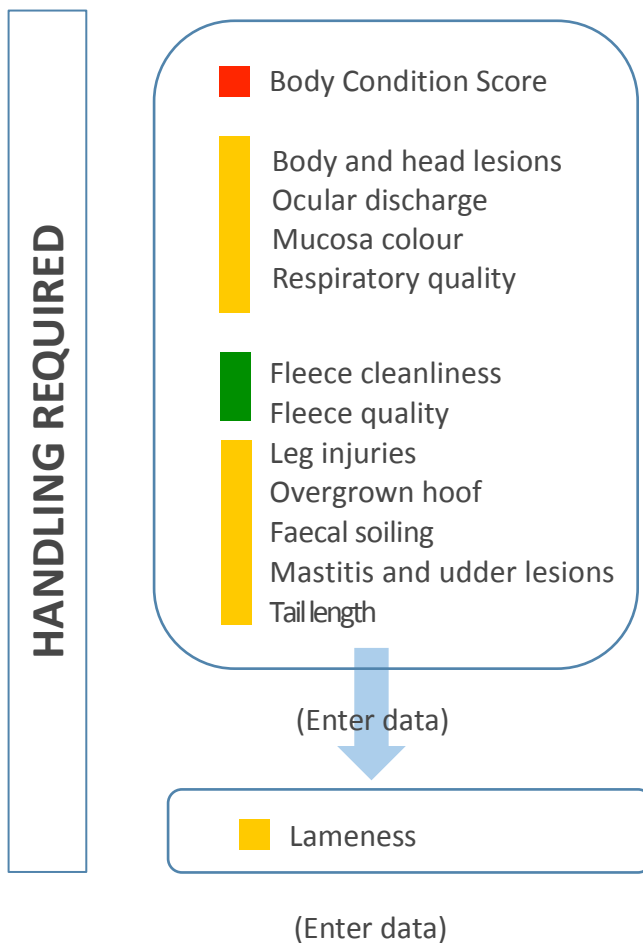 HANDLING REQUIRED
Body Condition Score
Body and head lesions
Ocular discharge
Mucosa colour
Respiratory quality
Fleece cleanliness
Fleece quality
Leg injuries
Overgrown hoof
Faecal soiling
Mastitis and udder lesions
Tail length
(Enter data)
Lameness
(Enter data)